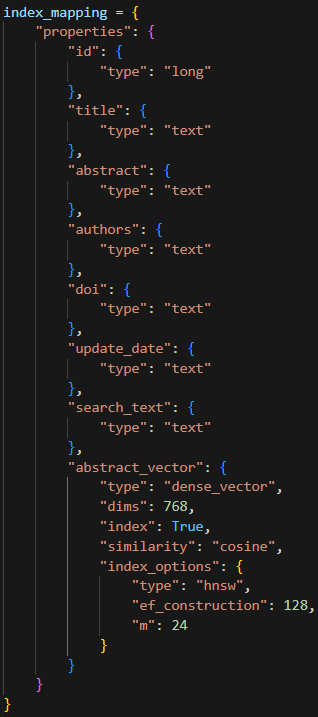 index_mapping = {
    "properties": {
        "id": {
            "type": "long"
        },
        "title": {
            "type": "text"
        },
        "abstract": {
            "type": "text"
        },
        "authors": {
            "type": "text"
        },
        "doi": {
            "type": "text"
        },
        "update_date": {
            "type": "text"
        },
        "search_text": {
            "type": "text"
        },
        "abstract_vector": {
            "type": "dense_vector",
            "dims": 768,
            "index": True,
            "similarity": "cosine",
            "index_options": {
                "type": "hnsw",
                "ef_construction": 128,
                "m": 24
            }
        }
    }
}